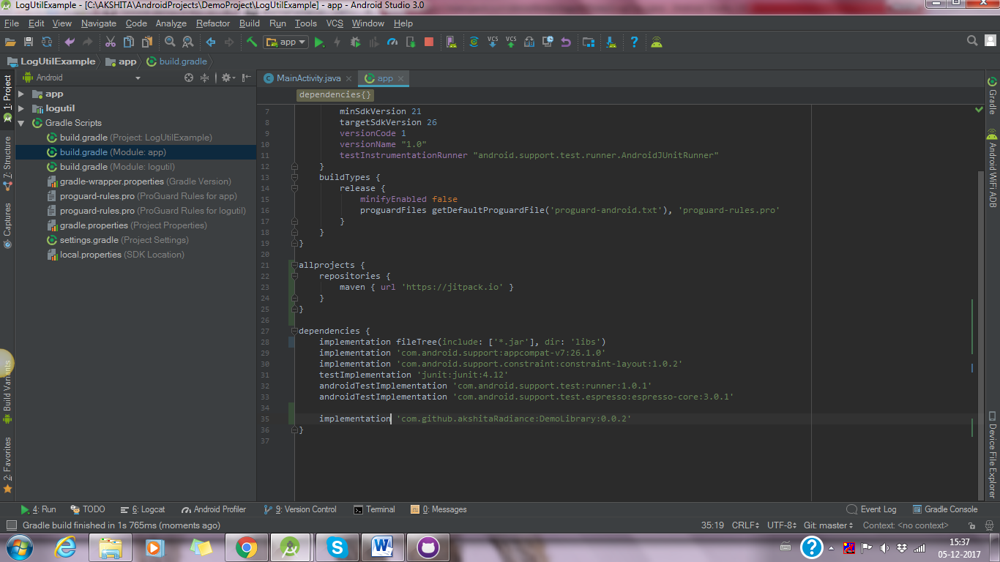 LogUtilExample - [C:\AKSHITA\AndroidProjects\DemoProject\LogUtilExample] - app - Android Studio 3.0
File Edit View Navigate Code Analyze Refactor Build Run Tools VCS Window Help
app
VCS VCS
LogUtilExample app build.gradle
Android
MainActivity.java app
dependencies{}
app
logutil
Gradle Scripts
build.gradle (Project: LogUtilExample)
build.gradle (Module: app)
build.gradle (Module: logutil)
gradle-wrapper.properties (Gradle Version)
proguard-rules.pro (ProGuard Rules for app)
proguard-rules.pro (ProGuard Rules for logutil)
gradle.properties (Project Properties)
settings.gradle (Project Settings)
local.properties (SDK Location)
1: Project
7: Structure
Captures
Build Variants
2: Favorites
7 minSdkVersion 21
8 targetSdkVersion 26
9 versionCode 1
10 versionName "1.0"
11 testInstrumentationRunner "android.support.test.runner.AndroidJUnitRunner"
12 }
13 buildTypes {
14 release {
15 minifyEnabled false
16 proguardFiles getDefaultProguardFile('proguard-android.txt'), 'proguard-rules.pro'
17 }
18 }
19 }
20
21 allprojects {
22 repositories {
23 maven { url 'https://jitpack.io' }
24 }
25 }
26
27 dependencies {
28 implementation fileTree(include: ['*.jar'], dir: 'libs')
29 implementation 'com.android.support:appcompat-v7:26.1.0'
30 implementation 'com.android.support.constraint:constraint-layout:1.0.2'
31 testImplementation 'junit:junit:4.12'
32 androidTestImplementation 'com.android.support.test:runner:1.0.1'
33 androidTestImplementation 'com.android.support.test.espresso:espresso-core:3.0.1'
34
35 implementation 'com.github.akshitaRadiance:DemoLibrary:0.0.2'
36 }
37
Gradle
Android WiFi ADB
Device File Explorer
4: Run TODO 6: Logcat Android Profiler 9: Version Control Terminal 0: Messages Event Log Gradle Console
Gradle build finished in 1s 765ms (moments ago) 35:19 CRLF UTF-8 Git: master Context: <no context>
15:37
05-12-2017